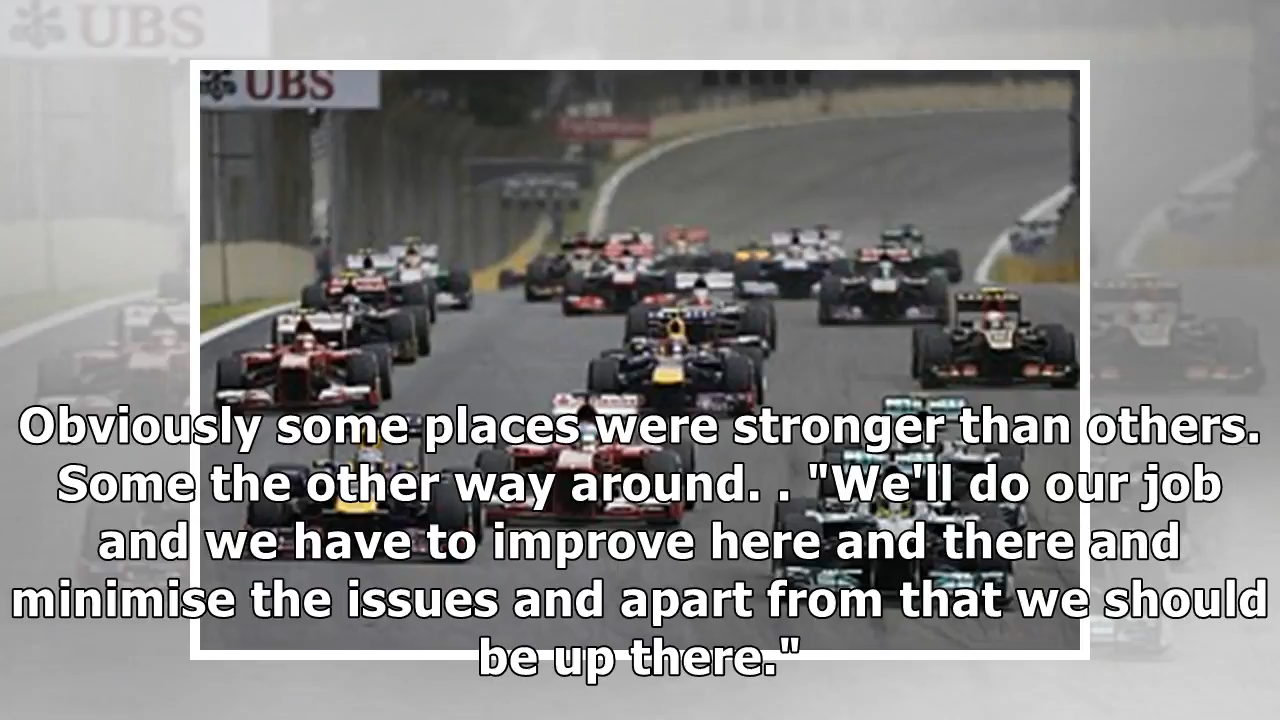 UBS
UBS
Obviously some places were stronger than others.
Some the other way around. . "We'll do our job
and we have to improve here and there and
minimise the issues and apart from that we should
be up there."